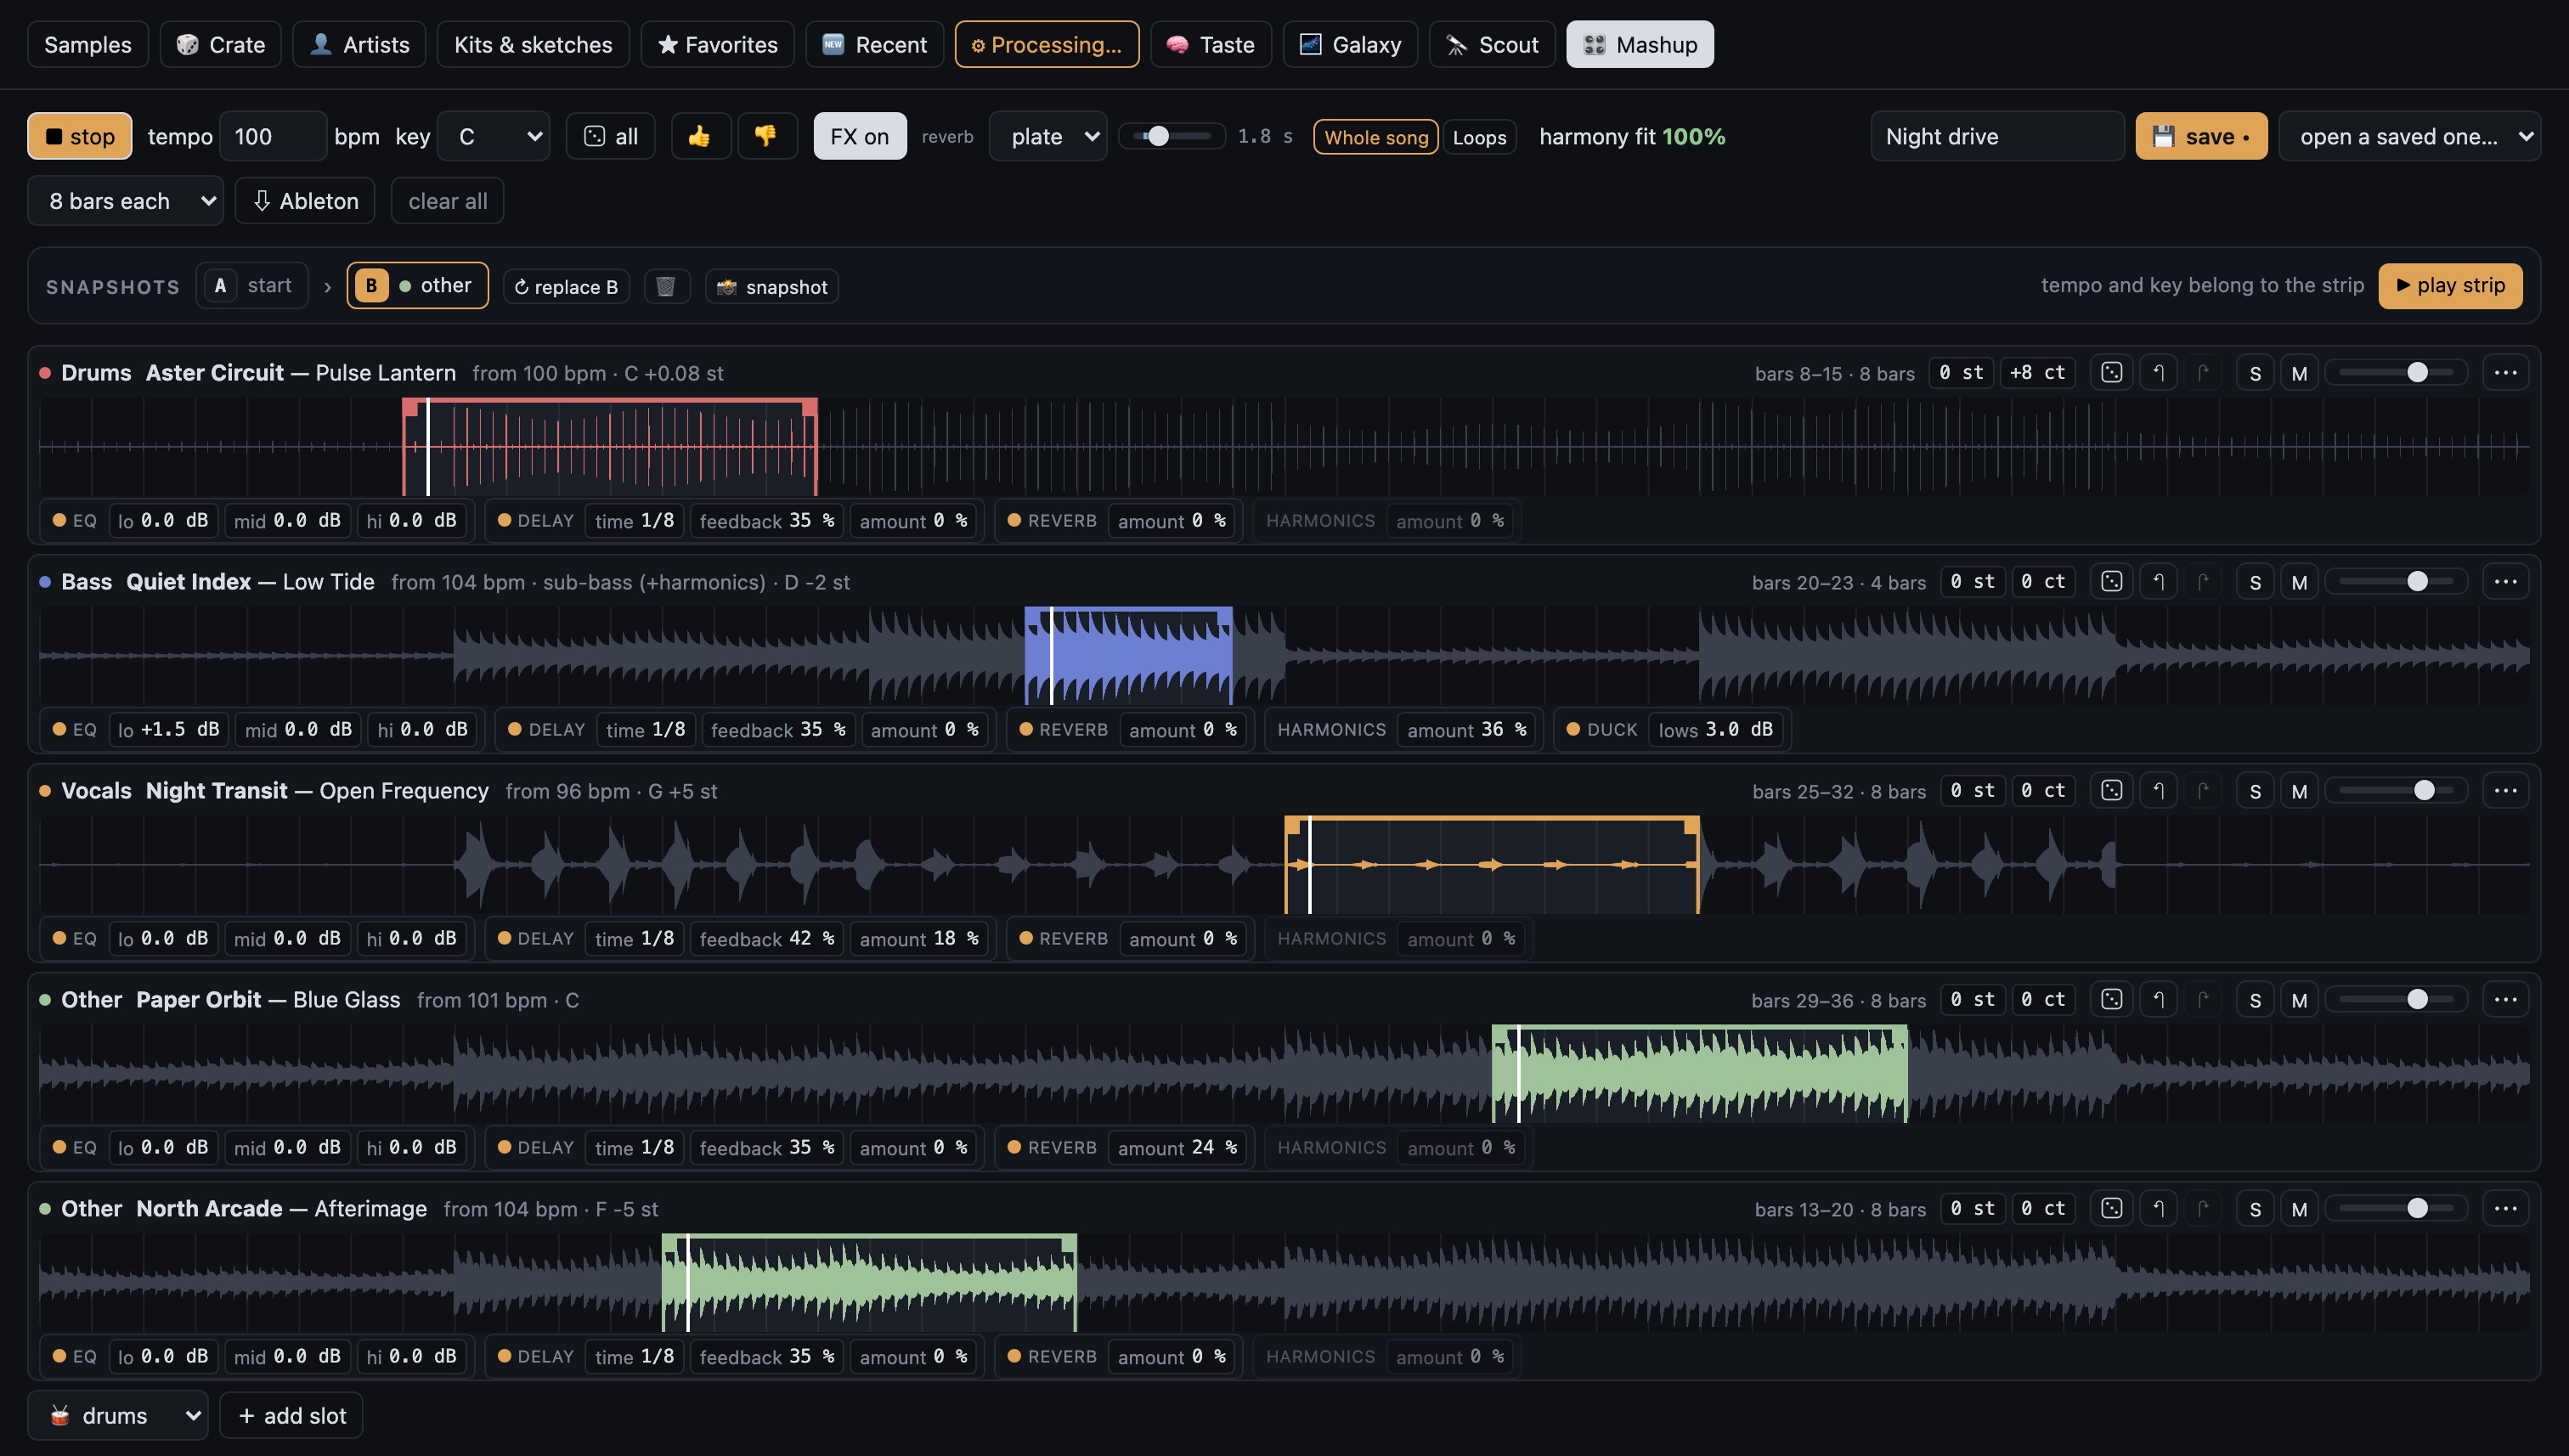 Samples 🎲 Crate 👤 Artists Kits & sketches ★ Favorites 🆕 Recent ⚙ Processing... 🧠 Taste 🌌 Galaxy 🔭 Scout 🎛 Mashup
■ stop tempo 100 bpm key C all 👍 👎 FX on reverb plate 1.8 s Whole song Loops harmony fit 100% Night drive 💾 save • open a saved one...
8 bars each ⇩ Ableton clear all
SNAPSHOTS A start › B other ↻ replace B 🗑 📸 snapshot tempo and key belong to the strip ▶ play strip
Drums Aster Circuit — Pulse Lantern from 100 bpm · C +0.08 st bars 8–15 · 8 bars 0 st +8 ct S M ···
EQ lo 0.0 dB mid 0.0 dB hi 0.0 dB DELAY time 1/8 feedback 35 % amount 0 % REVERB amount 0 % HARMONICS amount 0 %
Bass Quiet Index — Low Tide from 104 bpm · sub-bass (+harmonics) · D -2 st bars 20–23 · 4 bars 0 st 0 ct S M ···
EQ lo +1.5 dB mid 0.0 dB hi 0.0 dB DELAY time 1/8 feedback 35 % amount 0 % REVERB amount 0 % HARMONICS amount 36 % DUCK lows 3.0 dB
Vocals Night Transit — Open Frequency from 96 bpm · G +5 st bars 25–32 · 8 bars 0 st 0 ct S M ···
EQ lo 0.0 dB mid 0.0 dB hi 0.0 dB DELAY time 1/8 feedback 42 % amount 18 % REVERB amount 0 % HARMONICS amount 0 %
Other Paper Orbit — Blue Glass from 101 bpm · C bars 29–36 · 8 bars 0 st 0 ct S M ···
EQ lo 0.0 dB mid 0.0 dB hi 0.0 dB DELAY time 1/8 feedback 35 % amount 0 % REVERB amount 24 % HARMONICS amount 0 %
Other North Arcade — Afterimage from 104 bpm · F -5 st bars 13–20 · 8 bars 0 st 0 ct S M ···
EQ lo 0.0 dB mid 0.0 dB hi 0.0 dB DELAY time 1/8 feedback 35 % amount 0 % REVERB amount 0 % HARMONICS amount 0 %
🥁 drums + add slot